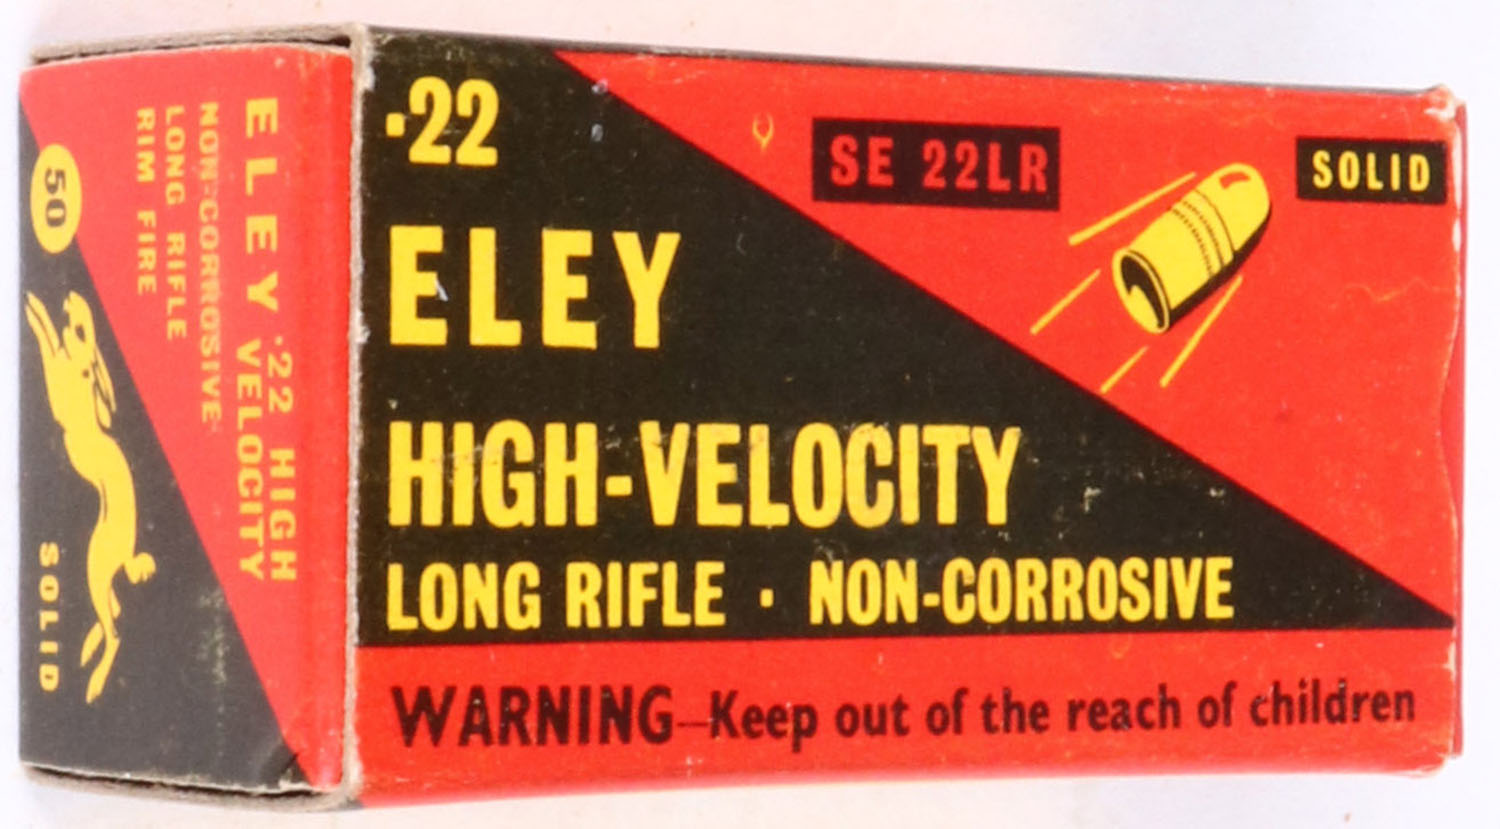 ·22
ELEY
HIGH-VELOCITY
LONG RIFLE · NON-CORROSIVE
SE 22LR
SOLID
WARNING—Keep out of the reach of children
ELEY ·22 HIGH VELOCITY
NON-CORROSIVE
LONG RIFLE
RIM FIRE
50
SOLID